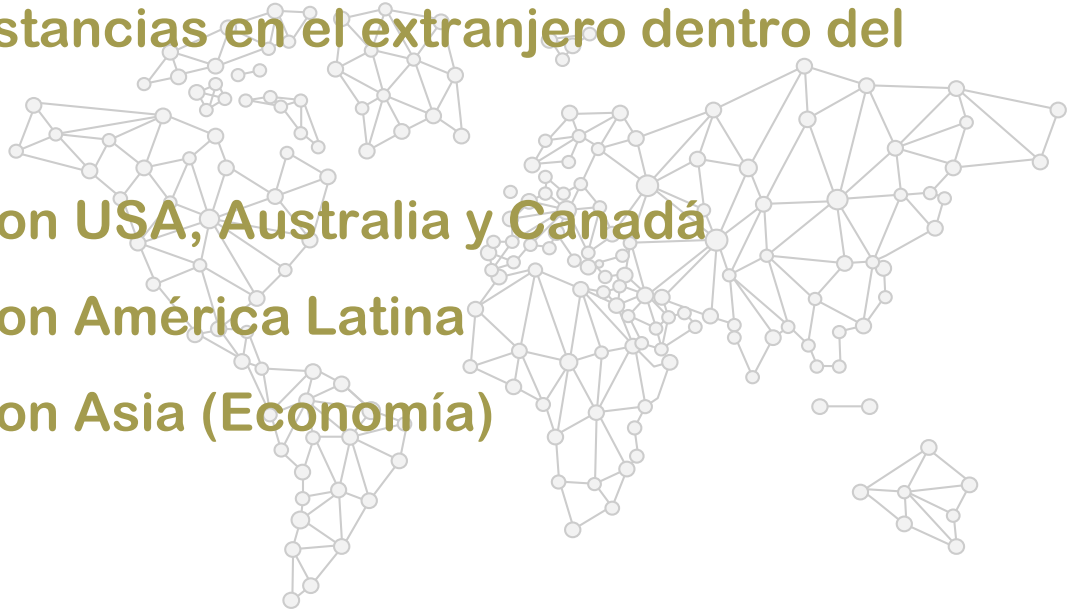 stancias en el extranjero dentro del
on USA, Australia y Canadá
on América Latina
on Asia (Economía)